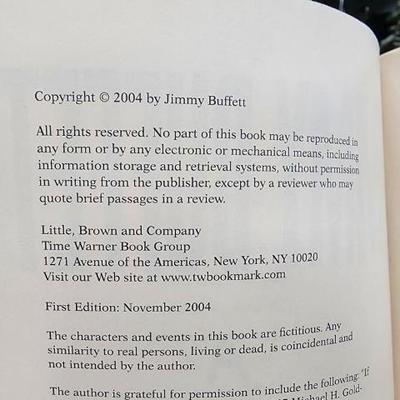 Copyright © 2004 by Jimmy Buffett
All rights reserved. No part of this book may be reproduced in
any form or by any electronic or mechanical means, including
information storage and retrieval systems, without permission
in writing from the publisher, except by a reviewer who may
quote brief passages in a review.
Little, Brown and Company
Time Warner Book Group
1271 Avenue of the Americas, New York, NY 10020
Visit our Web site at www.twbookmark.com
First Edition: November 2004
The characters and events in this book are fictitious. Any
similarity to real persons, living or dead, is coincidental and
not intended by the author.
The author is grateful for permission to include the following: "If
Michael H. Gold-